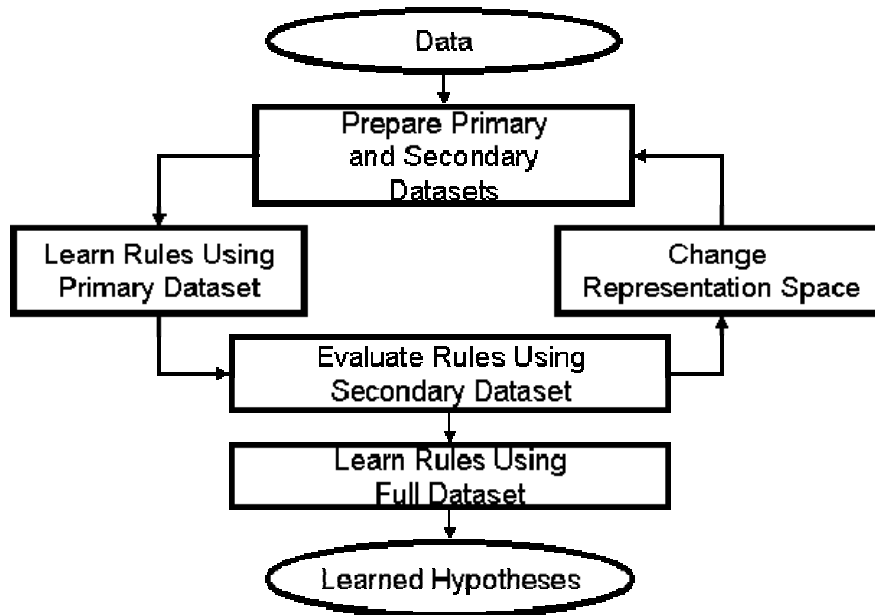 Data
Prepare Primary
and Secondary
Datasets
Learn Rules Using
Primary Dataset
Change
Representation Space
Evaluate Rules Using
Secondary Dataset
Learn Rules Using
Full Dataset
Learned Hypotheses